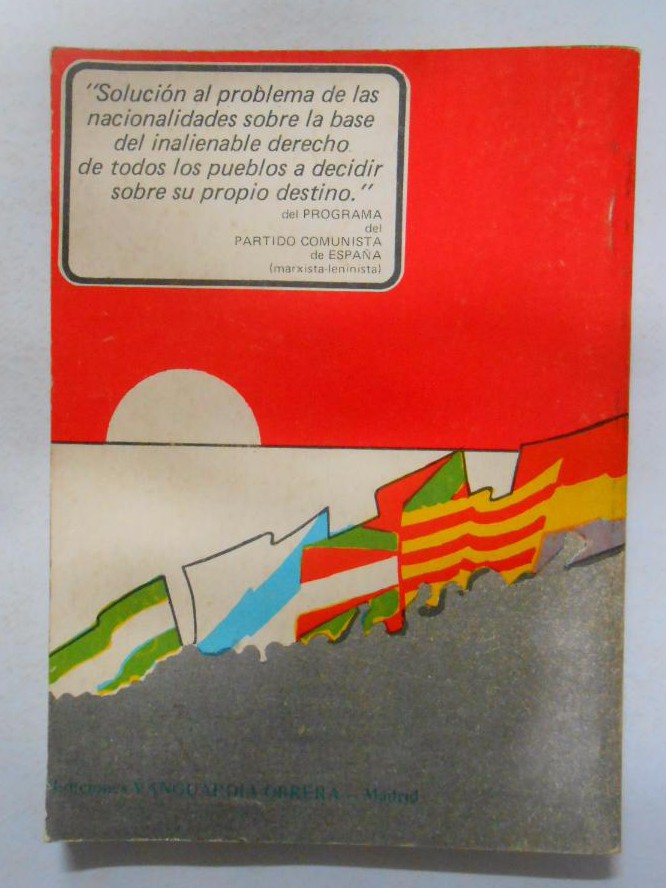 "Solución al problema de las
nacionalidades sobre la base
del inalienable derecho
de todos los pueblos a decidir
sobre su propio destino."
del PROGRAMA
del
PARTIDO COMUNISTA
de ESPAÑA
(marxista-leninista)
Ediciones VANGUARDIA OBRERA - Madrid